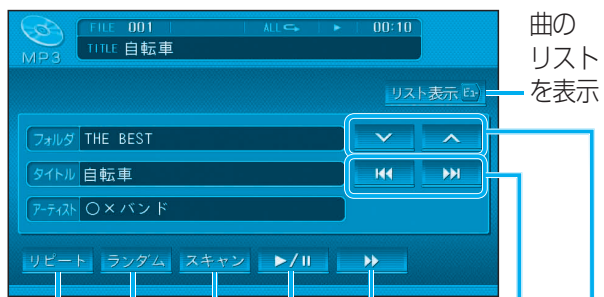 FILE 001 ALL 00:10
MP3 TITLE 自転車
曲の
リスト
を表示
リスト表示
フォルダ THE BEST
タイトル 自転車
アーティスト ○×バンド
リピート ランダム スキャン ►/II